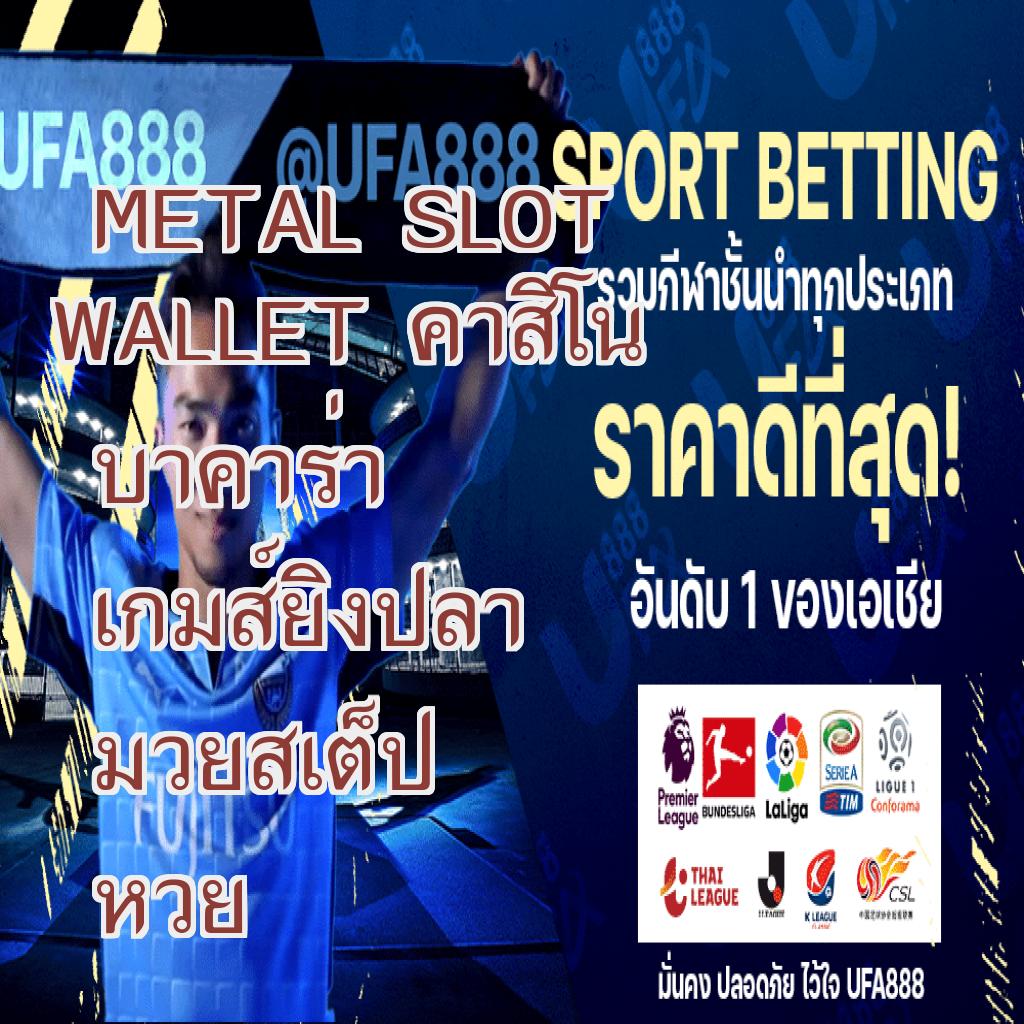 UFA888
@UFA888
SPORT BETTING
รวมกีฬาชั้นนำทุกประเภท
ราคาดีที่สุด!
อันดับ 1 ของเอเชีย
METAL SLOT
WALLET คาสิโน
บาคาร่า
เกมส์ยิงปลา
มวยสเต็ป
หวย
FUJITSU
Premier
League
BUNDESLIGA
LaLiga
SERIE A
TIM
LIGUE 1
Conforama
THAI
LEAGUE
J.LEAGUE
K LEAGUE
CSL
มั่นคง ปลอดภัย ไว้ใจ UFA888